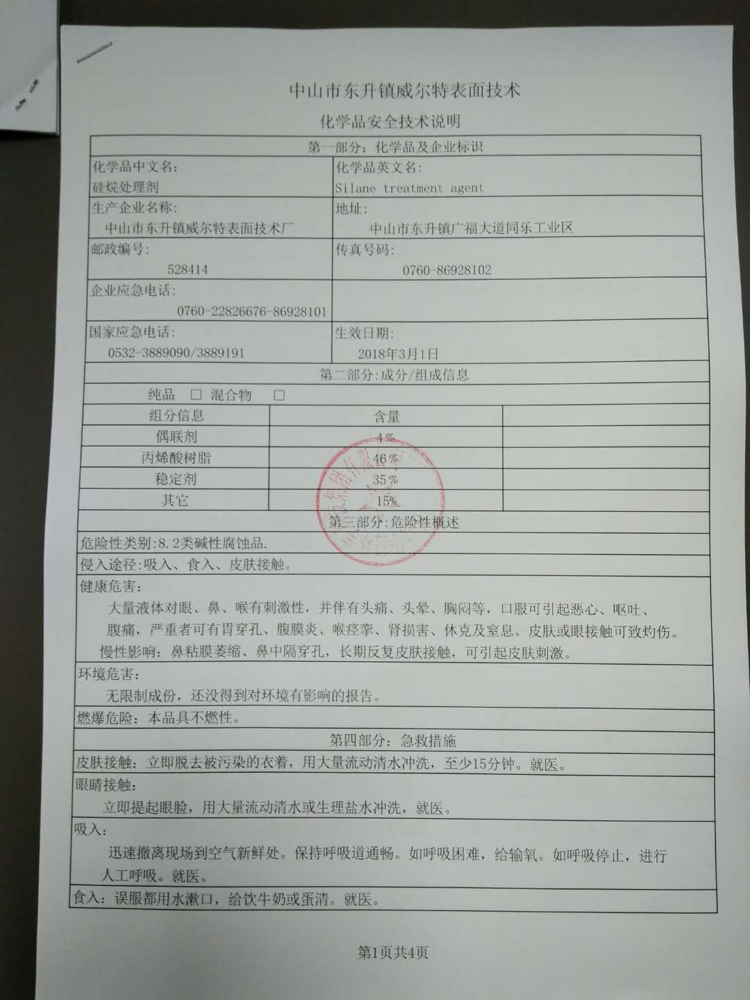 中山市东升镇威尔特表面技术
化学品安全技术说明
第一部分：化学品及企业标识
化学品中文名：
硅烷处理剂
化学品英文名：
Silane treatment agent
生产企业名称：
中山市东升镇威尔特表面技术厂
地址：
中山市东升镇广福大道同乐工业区
邮政编号：
528414
传真号码：
0760-86928102
企业应急电话：
0760-22826676-86928101
国家应急电话：
0532-3889090/3889191
生效日期：
2018年3月1日
第二部分:成分/组成信息
纯品 □ 混合物 □
组分信息 含量
偶联剂 4%
丙烯酸树脂 46%
稳定剂 35%
其它 15%
第三部分:危险性概述
危险性类别:8.2类碱性腐蚀品.
侵入途径:吸入、食入、皮肤接触。
健康危害：
大量液体对眼、鼻、喉有刺激性，并伴有头痛、头晕、胸闷等，口服可引起恶心、呕吐、
腹痛，严重者可有胃穿孔、腹膜炎、喉痉挛、肾损害、休克及窒息。皮肤或眼接触可致灼伤。
慢性影响：鼻粘膜萎缩、鼻中隔穿孔，长期反复皮肤接触，可引起皮肤刺激。
环境危害：
无限制成份，还没得到对环境有影响的报告。
燃爆危险：本品具不燃性。
第四部分：急救措施
皮肤接触：立即脱去被污染的衣着，用大量流动清水冲洗，至少15分钟。就医。
眼睛接触：
立即提起眼脸，用大量流动清水或生理盐水冲洗，就医。
吸入：
迅速撤离现场到空气新鲜处。保持呼吸道通畅。如呼吸困难，给输氧。如呼吸停止，进行
人工呼吸。就医。
食入：误服都用水漱口，给饮牛奶或蛋清。就医。
第1页共4页